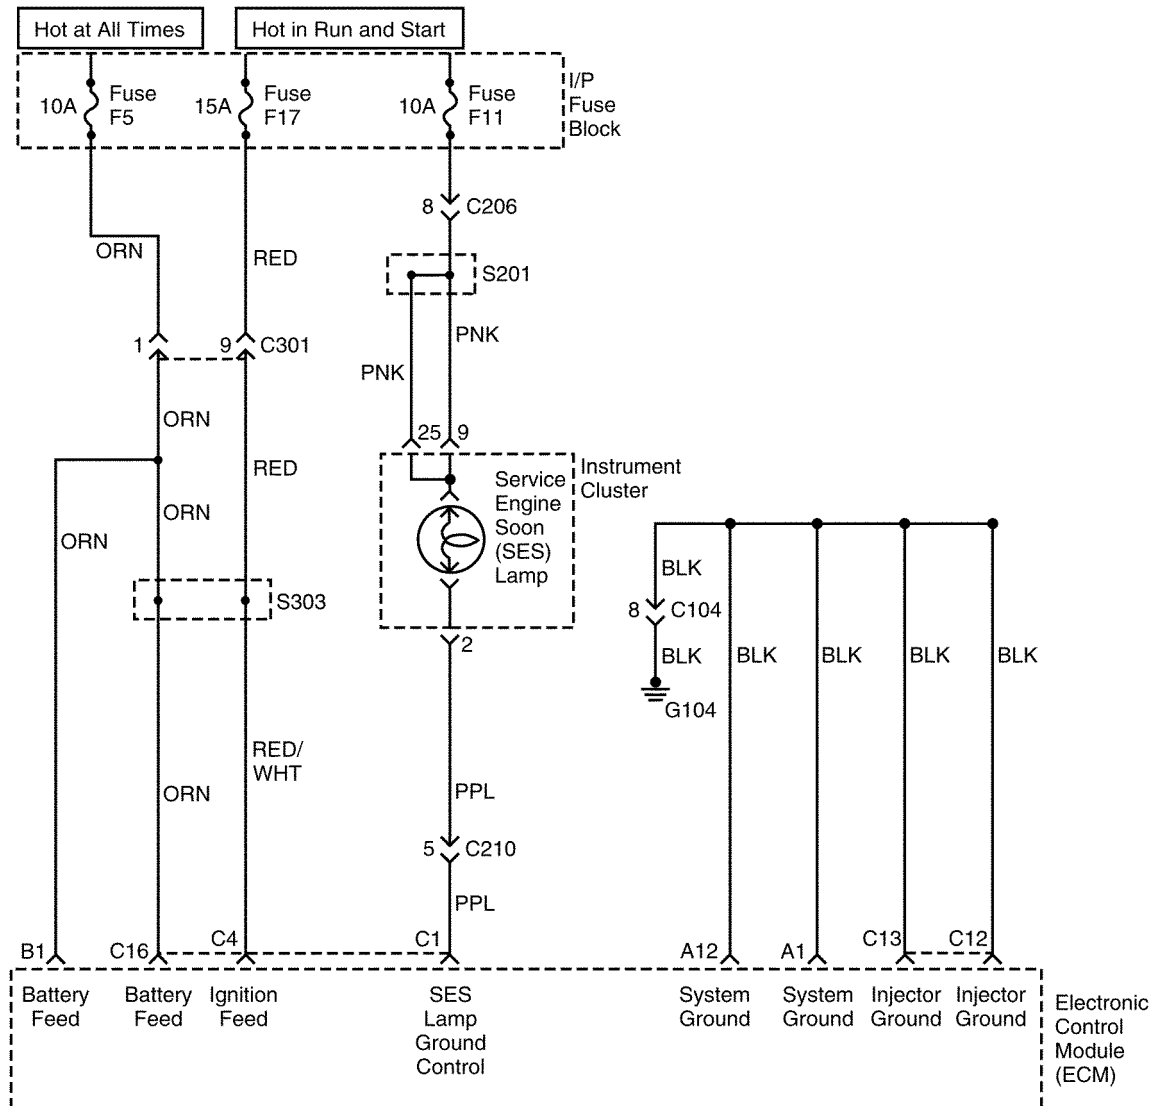 Hot at All Times
Hot in Run and Start
10A
Fuse
F5
15A
Fuse
F17
10A
Fuse
F11
I/P
Fuse
Block
8
C206
ORN
RED
S201
PNK
1
9
C301
PNK
25
9
ORN
RED
Service
Engine
Soon
(SES)
Lamp
Instrument
Cluster
ORN
ORN
S303
2
BLK
8
C104
BLK
BLK
BLK
BLK
BLK
G104
RED/
WHT
ORN
PPL
5
C210
PPL
B1
C16
C4
C1
A12
A1
C13
C12
Battery
Feed
Battery
Feed
Ignition
Feed
SES
Lamp
Ground
Control
System
Ground
System
Ground
Injector
Ground
Injector
Ground
Electronic
Control
Module
(ECM)